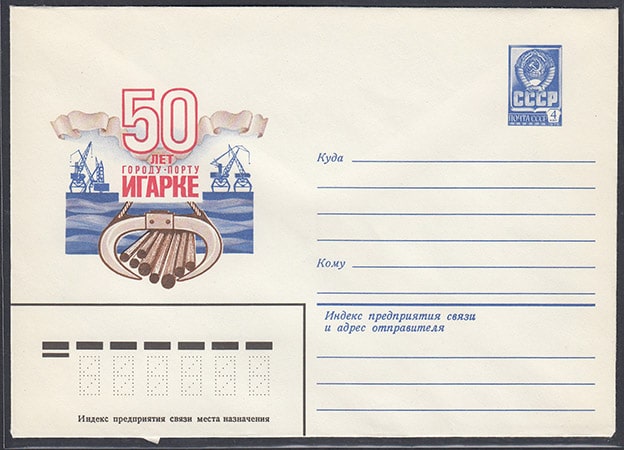 50
ЛЕТ
ГОРОДУ-ПОРТУ
ИГАРКЕ
СССР
ПОЧТА СССР 4
Куда
Кому
Индекс предприятия связи
и адрес отправителя
Индекс предприятия связи места назначения